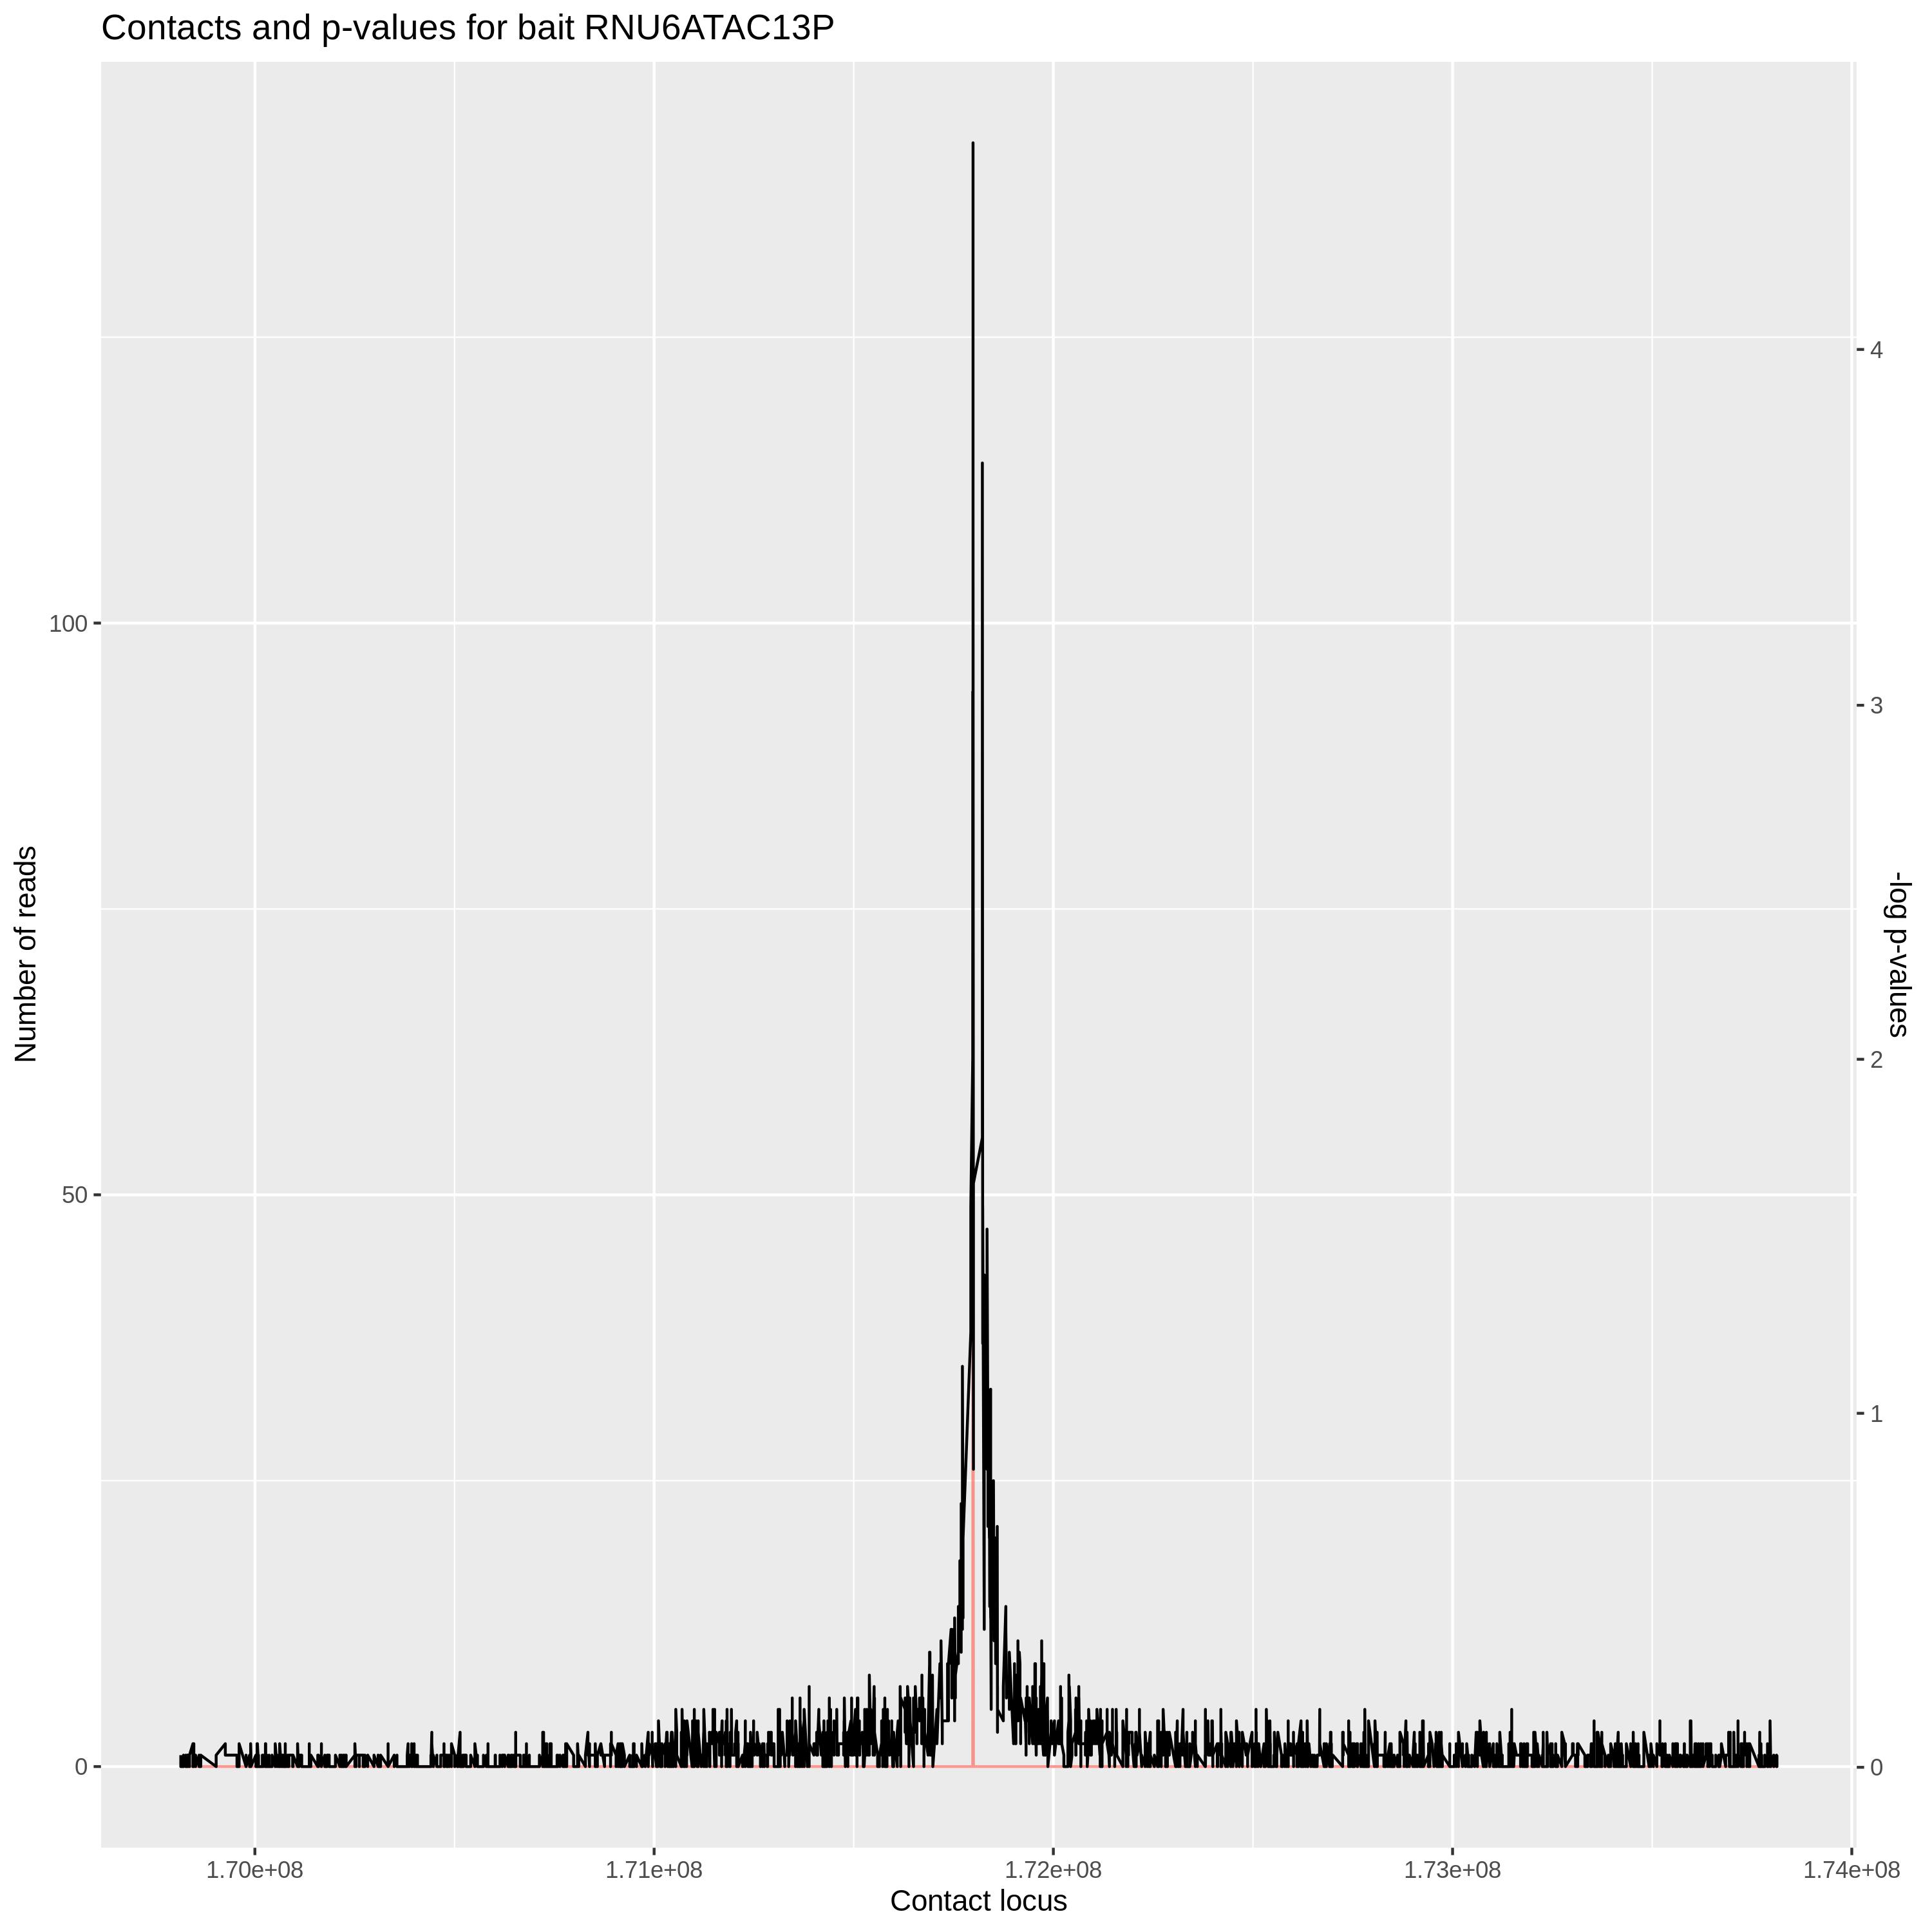 Contacts and p-values for bait RNU6ATAC13P
Number of reads
100
50
0
4
3
2
1
0
-log p-values
1.70e+08
1.71e+08
1.72e+08
1.73e+08
1.74e+08
Contact locus